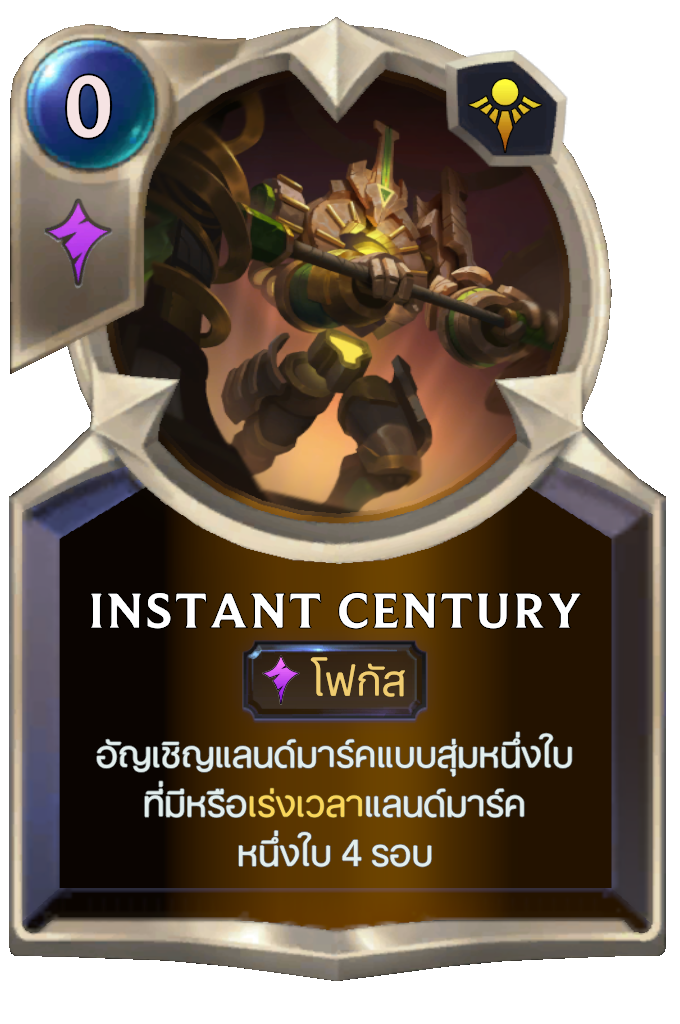 0
INSTANT CENTURY
โฟกัส
อัญเชิญแลนด์มาร์คแบบสุ่มหนึ่งใบ
ที่มีหรือเร่งเวลาแลนด์มาร์ค
หนึ่งใบ 4 รอบ